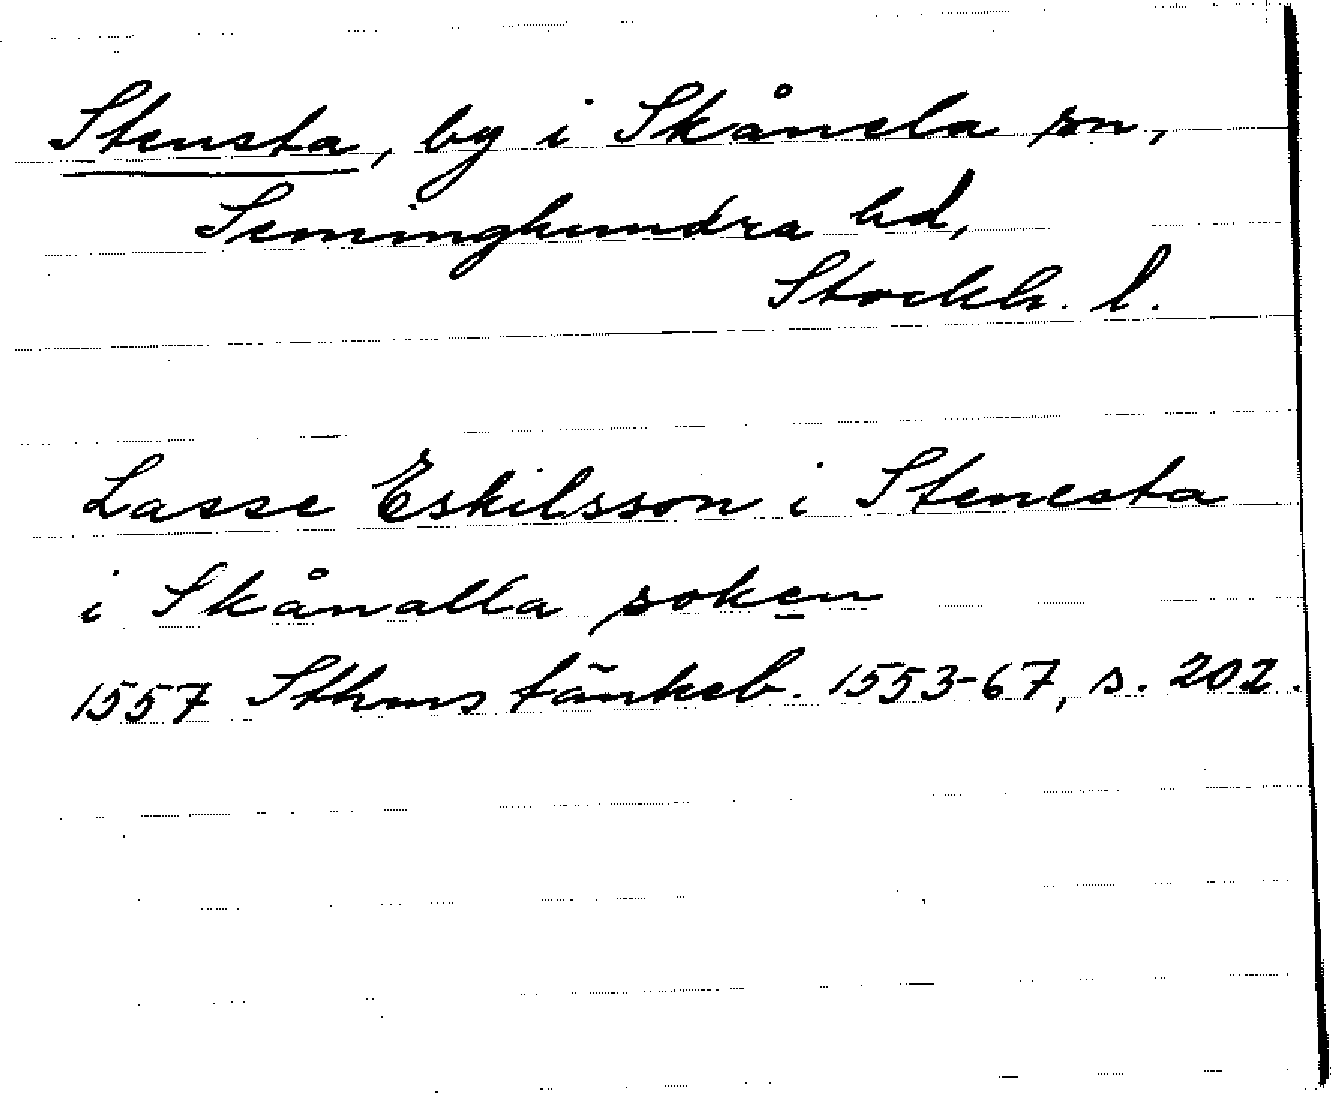 Stensta, by i Skånela sn,
Seminghundra hd,
Stockh. l.
Lasse Eskilsson i Stenesta
i Skånalla soken
1557 Sthms tänkeb. 1553-67, s. 202.